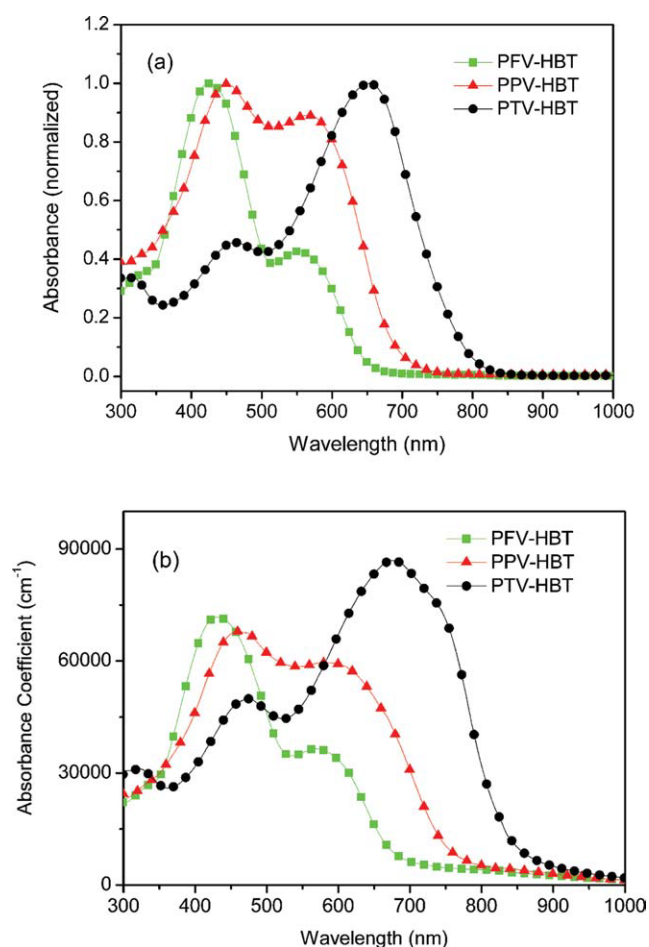 (a)
PFV-HBT
PPV-HBT
PTV-HBT
Absorbance (normalized)
1.2
1.0
0.8
0.6
0.4
0.2
0.0
300 400 500 600 700 800 900 1000
Wavelength (nm)
(b)
PFV-HBT
PPV-HBT
PTV-HBT
Absorbance Coefficient (cm⁻¹)
90000
60000
30000
0
300 400 500 600 700 800 900 1000
Wavelength (nm)